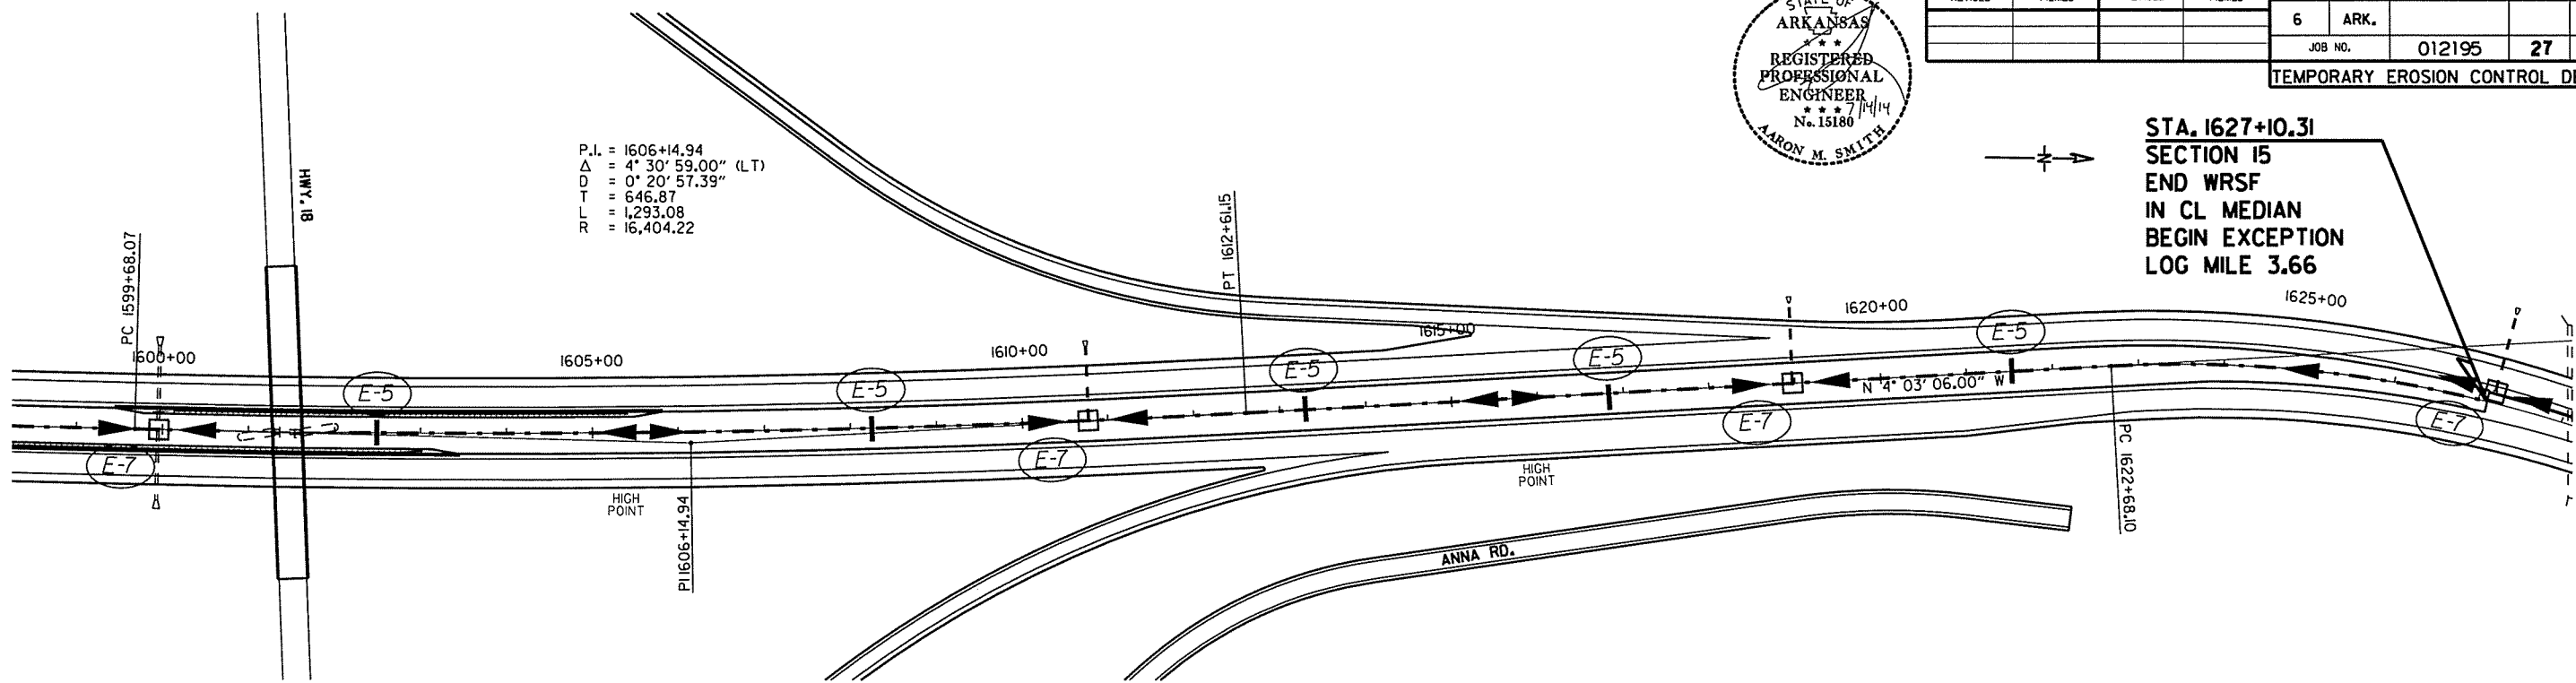 STATE OF
ARKANSAS
★ ★ ★
REGISTERED
PROFESSIONAL
ENGINEER
★ ★ ★
7/14/14
No. 15180
AARON M. SMITH
6 ARK.
JOB NO. 012195 27
TEMPORARY EROSION CONTROL DE
STA. 1627+10.31
SECTION 15
END WRSF
IN CL MEDIAN
BEGIN EXCEPTION
LOG MILE 3.66
P.I. = 1606+14.94
Δ = 4° 30' 59.00" (LT)
D = 0° 20' 57.39"
T = 646.87
L = 1,293.08
R = 16,404.22
HWY. 18
PC 1599+68.07
PT 1612+61.15
1600+00
1605+00
1610+00
1615+00
1620+00
1625+00
E-5
E-5
E-5
E-5
E-5
N 4° 03' 06.00" W
E-7
E-7
E-7
E-7
HIGH
POINT
HIGH
POINT
PI 1606+14.94
PC 1622+68.10
ANNA RD.